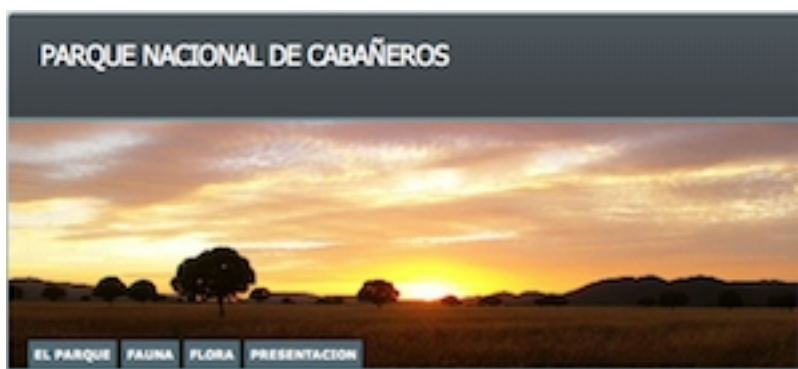 PARQUE NACIONAL DE CABAÑEROS
EL PARQUE FAUNA FLORA PRESENTACION